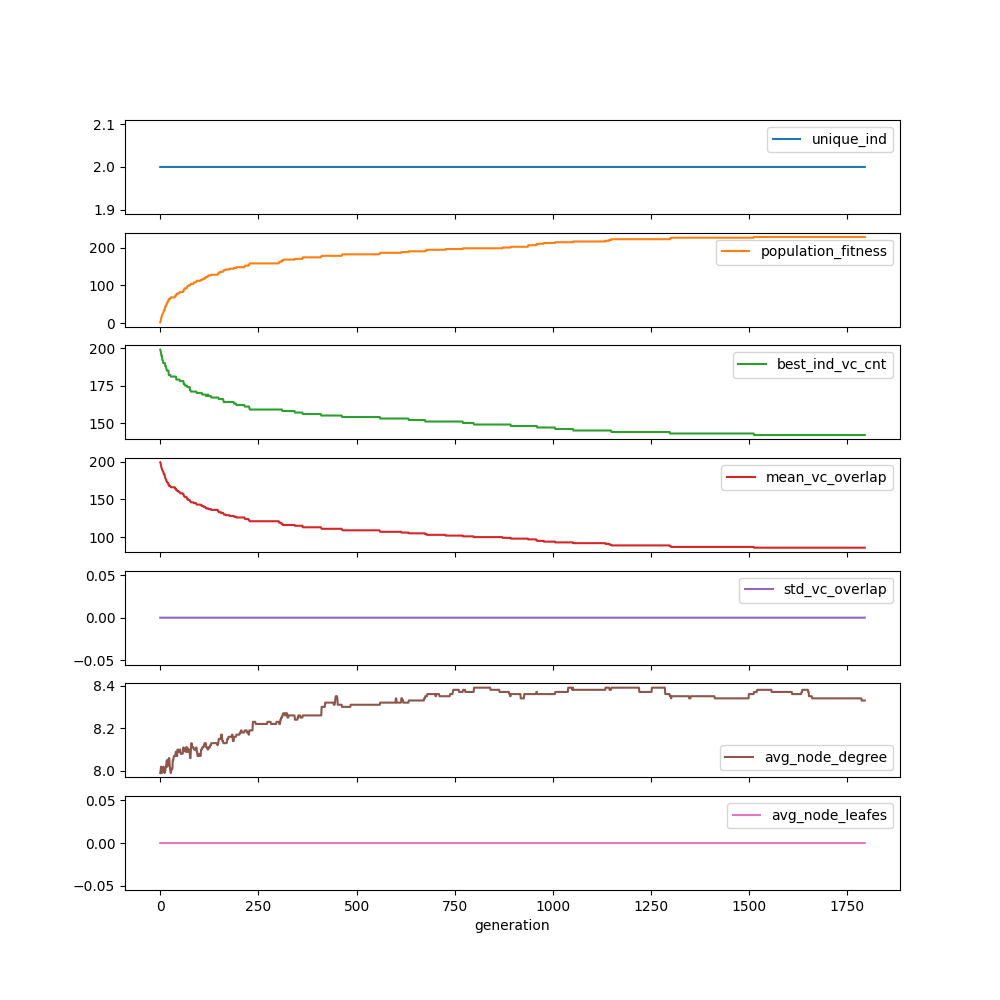 2.1
unique_ind
2.0
1.9
200
population_fitness
100
0
200
best_ind_vc_cnt
175
150
200
mean_vc_overlap
150
100
0.05
std_vc_overlap
0.00
−0.05
8.4
8.2
avg_node_degree
8.0
0.05
avg_node_leafes
0.00
−0.05
0 250 500 750 1000 1250 1500 1750
generation